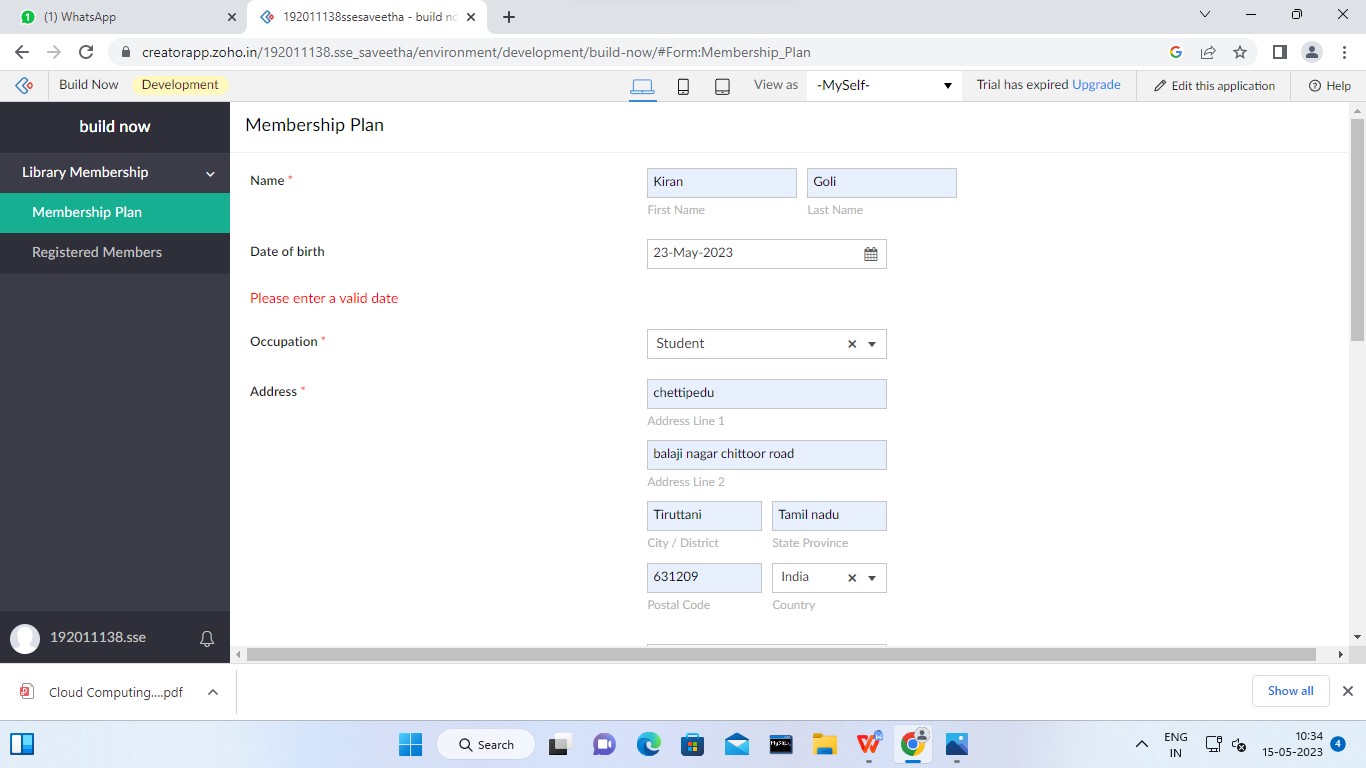 (1) WhatsApp
192011138ssesaveetha - build no
creatorapp.zoho.in/192011138.sse_saveetha/environment/development/build-now/#Form:Membership_Plan
Build Now Development View as -MySelf- Trial has expired Upgrade Edit this application Help
build now
Library Membership
Membership Plan
Registered Members
192011138.sse
Membership Plan
Name * Kiran Goli
First Name Last Name
Date of birth 23-May-2023
Please enter a valid date
Occupation * Student
Address * chettipedu
Address Line 1
balaji nagar chittoor road
Address Line 2
Tiruttani Tamil nadu
City / District State Province
631209 India
Postal Code Country
Cloud Computing....pdf Show all
Search
ENG
IN
10:34
15-05-2023
4